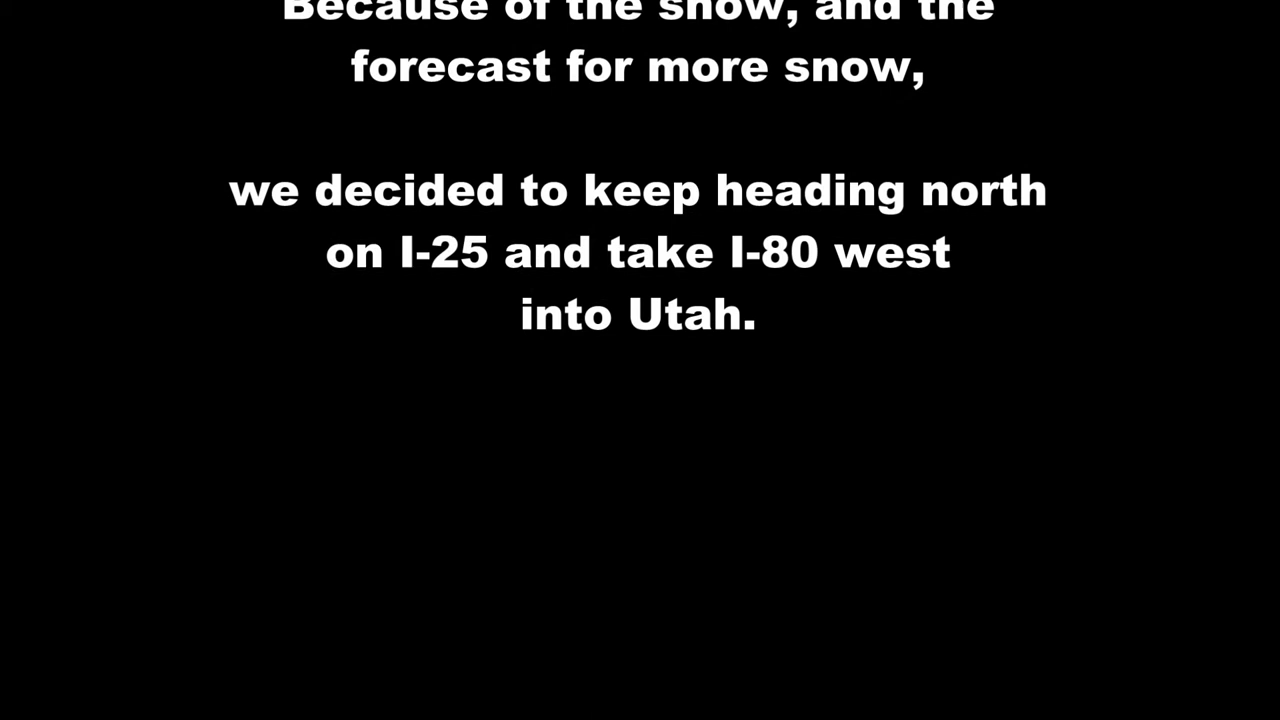 Because of the snow, and the
forecast for more snow,
we decided to keep heading north
on I-25 and take I-80 west
into Utah.